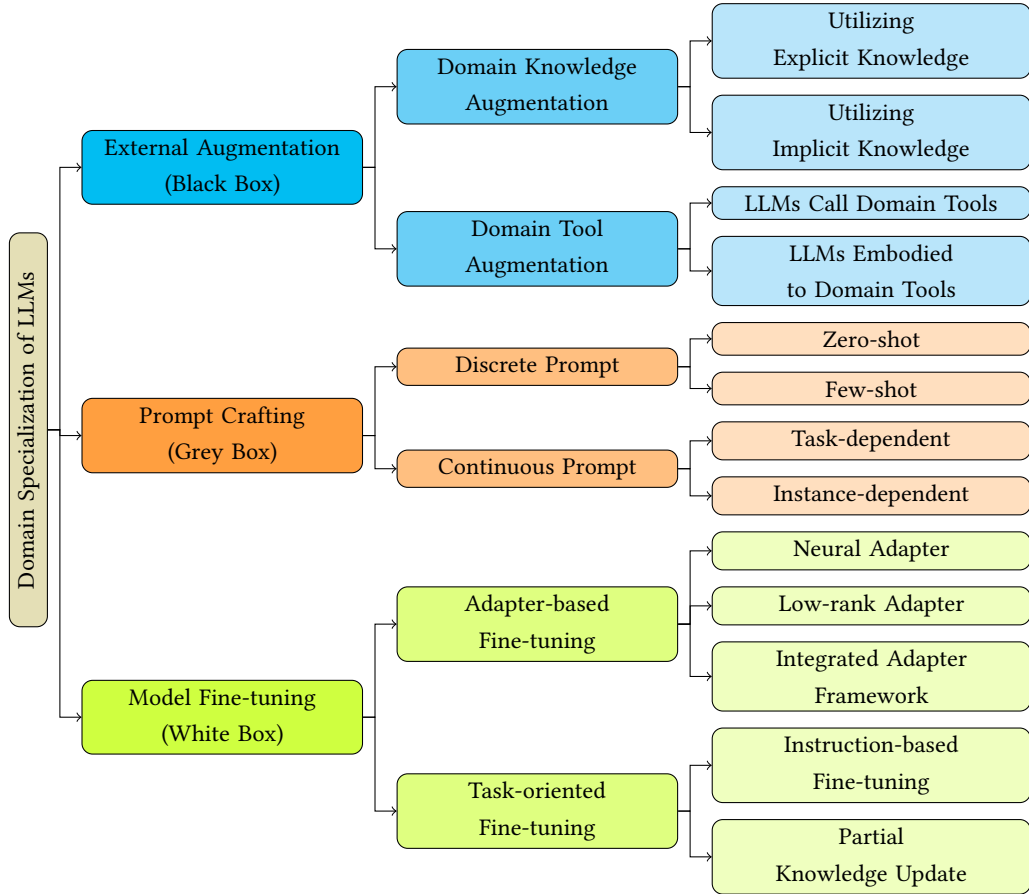 Domain Specialization of LLMs
External Augmentation
(Black Box)
Domain Knowledge
Augmentation
Utilizing
Explicit Knowledge
Utilizing
Implicit Knowledge
Domain Tool
Augmentation
LLMs Call Domain Tools
LLMs Embodied
to Domain Tools
Prompt Crafting
(Grey Box)
Discrete Prompt
Zero-shot
Few-shot
Continuous Prompt
Task-dependent
Instance-dependent
Model Fine-tuning
(White Box)
Adapter-based
Fine-tuning
Neural Adapter
Low-rank Adapter
Integrated Adapter
Framework
Task-oriented
Fine-tuning
Instruction-based
Fine-tuning
Partial
Knowledge Update